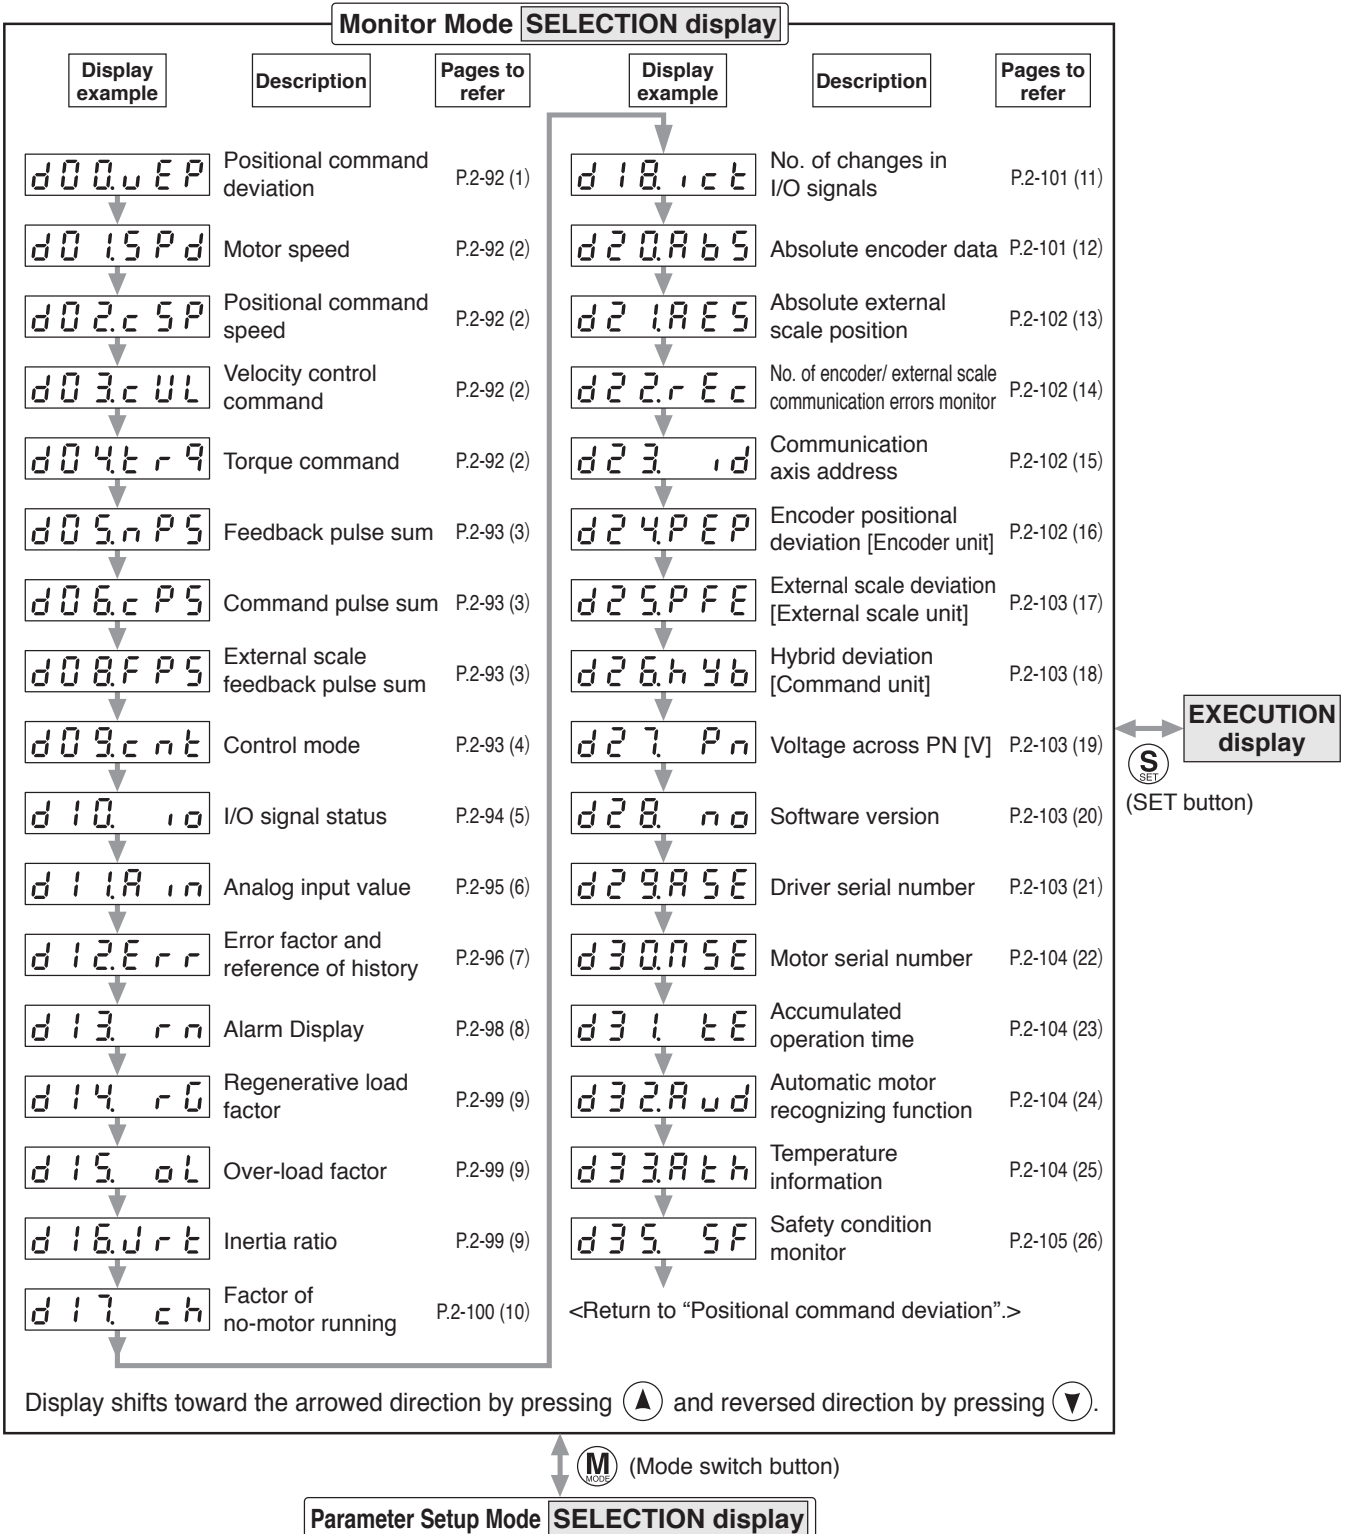 Monitor Mode SELECTION display
Display example
Description
Pages to refer
Display example
Description
Pages to refer
d00.uEP Positional command deviation P.2-92 (1)
d01.SPd Motor speed P.2-92 (2)
d02.cSP Positional command speed P.2-92 (2)
d03.cUL Velocity control command P.2-92 (2)
d04.trq Torque command P.2-92 (2)
d05.nPS Feedback pulse sum P.2-93 (3)
d06.cPS Command pulse sum P.2-93 (3)
d08.FPS External scale feedback pulse sum P.2-93 (3)
d09.cnt Control mode P.2-93 (4)
d10. io I/O signal status P.2-94 (5)
d11.Ain Analog input value P.2-95 (6)
d12.Err Error factor and reference of history P.2-96 (7)
d13. rn Alarm Display P.2-98 (8)
d14. rG Regenerative load factor P.2-99 (9)
d15. oL Over-load factor P.2-99 (9)
d16.Jrt Inertia ratio P.2-99 (9)
d17. ch Factor of no-motor running P.2-100 (10)
d18.ict No. of changes in I/O signals P.2-101 (11)
d20.AbS Absolute encoder data P.2-101 (12)
d21.AES Absolute external scale position P.2-102 (13)
d22.rEc No. of encoder/ external scale communication errors monitor P.2-102 (14)
d23. id Communication axis address P.2-102 (15)
d24.PEP Encoder positional deviation [Encoder unit] P.2-102 (16)
d25.PFE External scale deviation [External scale unit] P.2-103 (17)
d26.hyb Hybrid deviation [Command unit] P.2-103 (18)
d27. Pn Voltage across PN [V] P.2-103 (19)
d28. no Software version P.2-103 (20)
d29.ASE Driver serial number P.2-103 (21)
d30.MSE Motor serial number P.2-104 (22)
d31. tE Accumulated operation time P.2-104 (23)
d32.Aud Automatic motor recognizing function P.2-104 (24)
d33.Ath Temperature information P.2-104 (25)
d35. SF Safety condition monitor P.2-105 (26)
<Return to “Positional command deviation”.>
EXECUTION display
S SET
(SET button)
Display shifts toward the arrowed direction by pressing ▲ and reversed direction by pressing ▼.
M MODE (Mode switch button)
Parameter Setup Mode SELECTION display